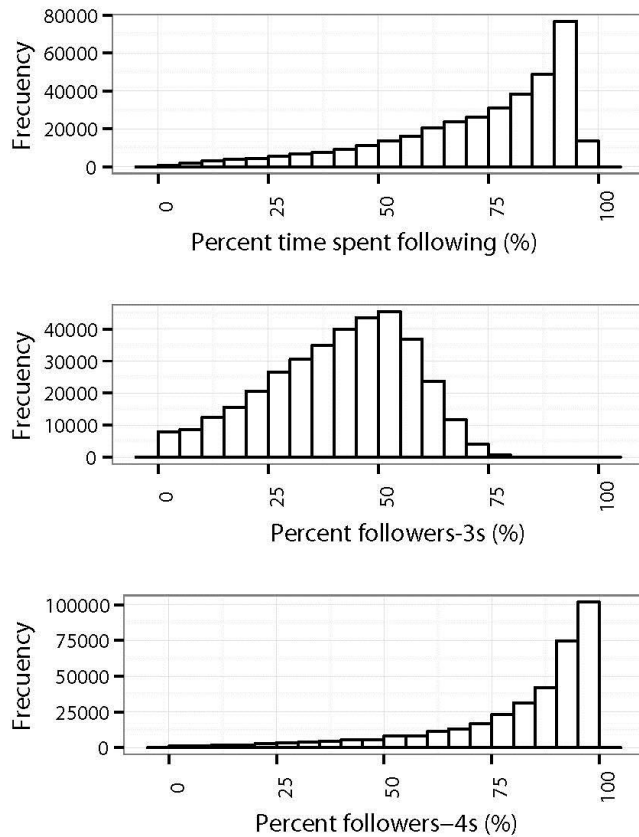 80000
60000
40000
20000
0
Frecuency
0 25 50 75 100
Percent time spent following (%)
40000
30000
20000
10000
0
Frecuency
0 25 50 75 100
Percent followers-3s (%)
100000
75000
50000
25000
0
Frecuency
0 25 50 75 100
Percent followers–4s (%)